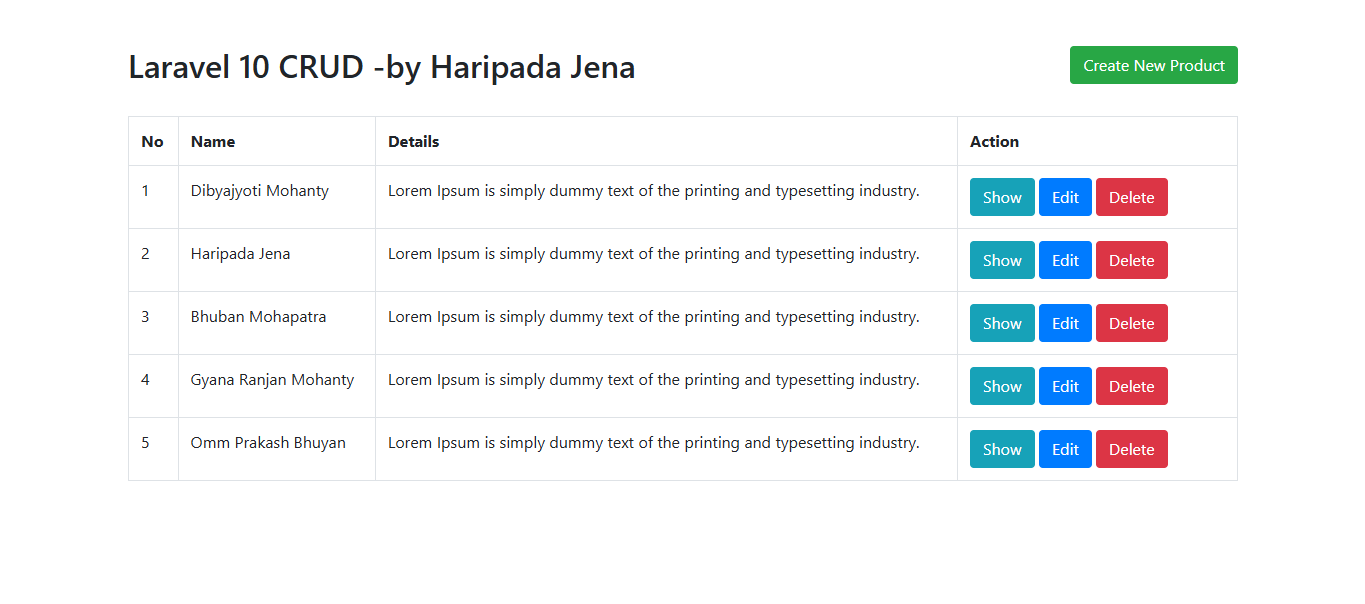 Laravel 10 CRUD -by Haripada Jena
Create New Product
No Name Details Action
1 Dibyajyoti Mohanty Lorem Ipsum is simply dummy text of the printing and typesetting industry. Show Edit Delete
2 Haripada Jena Lorem Ipsum is simply dummy text of the printing and typesetting industry. Show Edit Delete
3 Bhuban Mohapatra Lorem Ipsum is simply dummy text of the printing and typesetting industry. Show Edit Delete
4 Gyana Ranjan Mohanty Lorem Ipsum is simply dummy text of the printing and typesetting industry. Show Edit Delete
5 Omm Prakash Bhuyan Lorem Ipsum is simply dummy text of the printing and typesetting industry. Show Edit Delete